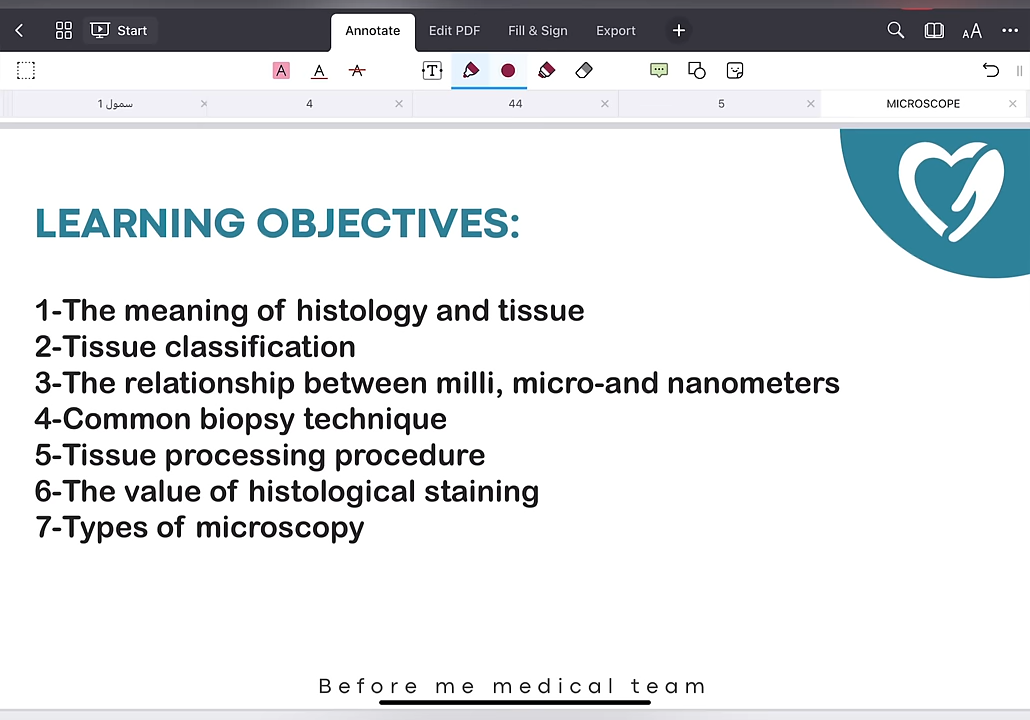 Start
Annotate
Edit PDF
Fill & Sign
Export
سمول 1
4
44
5
MICROSCOPE
LEARNING OBJECTIVES:
1-The meaning of histology and tissue
2-Tissue classification
3-The relationship between milli, micro-and nanometers
4-Common biopsy technique
5-Tissue processing procedure
6-The value of histological staining
7-Types of microscopy
Before me medical team